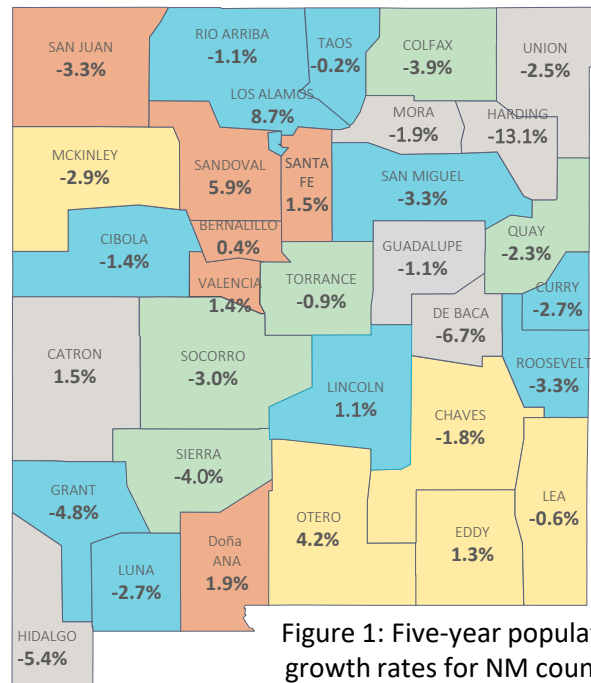 SAN JUAN
-3.3%
RIO ARRIBA
-1.1%
TAOS
-0.2%
COLFAX
-3.9%
UNION
-2.5%
LOS ALAMOS
8.7%
MORA
-1.9%
HARDING
-13.1%
MCKINLEY
-2.9%
SANDOVAL
5.9%
SANTA
FE
1.5%
SAN MIGUEL
-3.3%
CIBOLA
-1.4%
BERNALILLO
0.4%
GUADALUPE
-1.1%
QUAY
-2.3%
VALENCIA
1.4%
TORRANCE
-0.9%
CURRY
-2.7%
DE BACA
-6.7%
CATRON
1.5%
SOCORRO
-3.0%
LINCOLN
1.1%
ROOSEVELT
-3.3%
CHAVES
-1.8%
SIERRA
-4.0%
GRANT
-4.8%
LEA
-0.6%
OTERO
4.2%
EDDY
1.3%
Doña
ANA
1.9%
LUNA
-2.7%
HIDALGO
-5.4%
Figure 1: Five-year populat
growth rates for NM coun